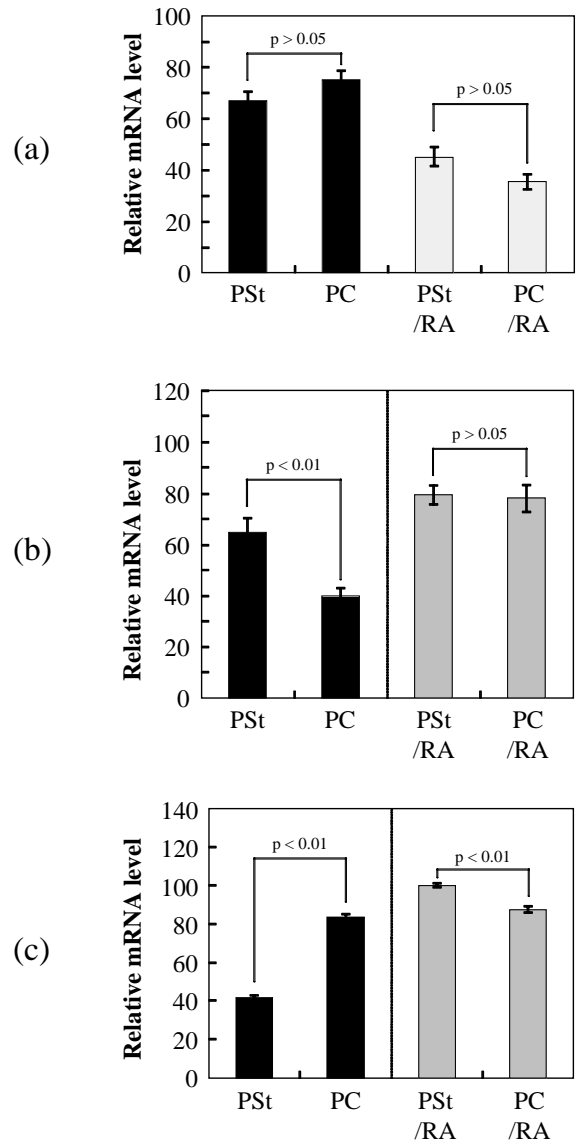 (a)
Relative mRNA level
100
80
60
40
20
0
p > 0.05
p > 0.05
PSt PC PSt /RA PC /RA
(b)
Relative mRNA level
120
100
80
60
40
20
0
p < 0.01
p > 0.05
PSt PC PSt /RA PC /RA
(c)
Relative mRNA level
140
120
100
80
60
40
20
0
p < 0.01
p < 0.01
PSt PC PSt /RA PC /RA